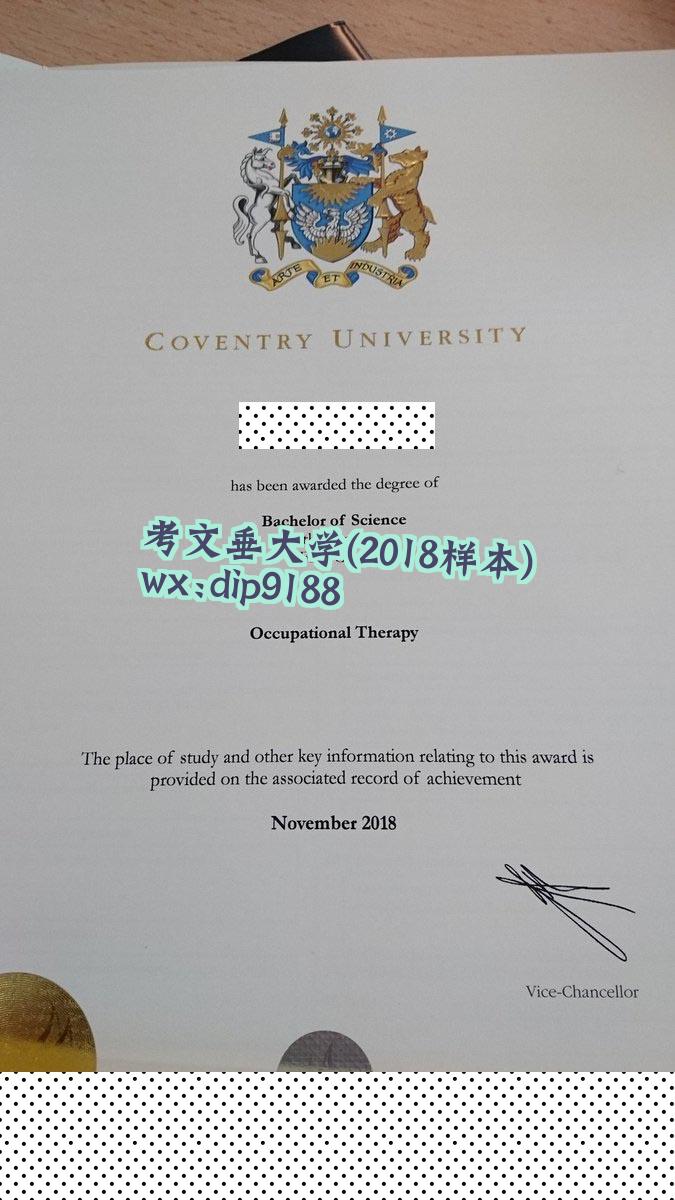 ARTE ET INDUSTRIA
COVENTRY UNIVERSITY
has been awarded the degree of
Bachelor of Science
考文垂大学(2018样本)
wx:dip9188
Occupational Therapy
The place of study and other key information relating to this award is
provided on the associated record of achievement
November 2018
Vice-Chancellor